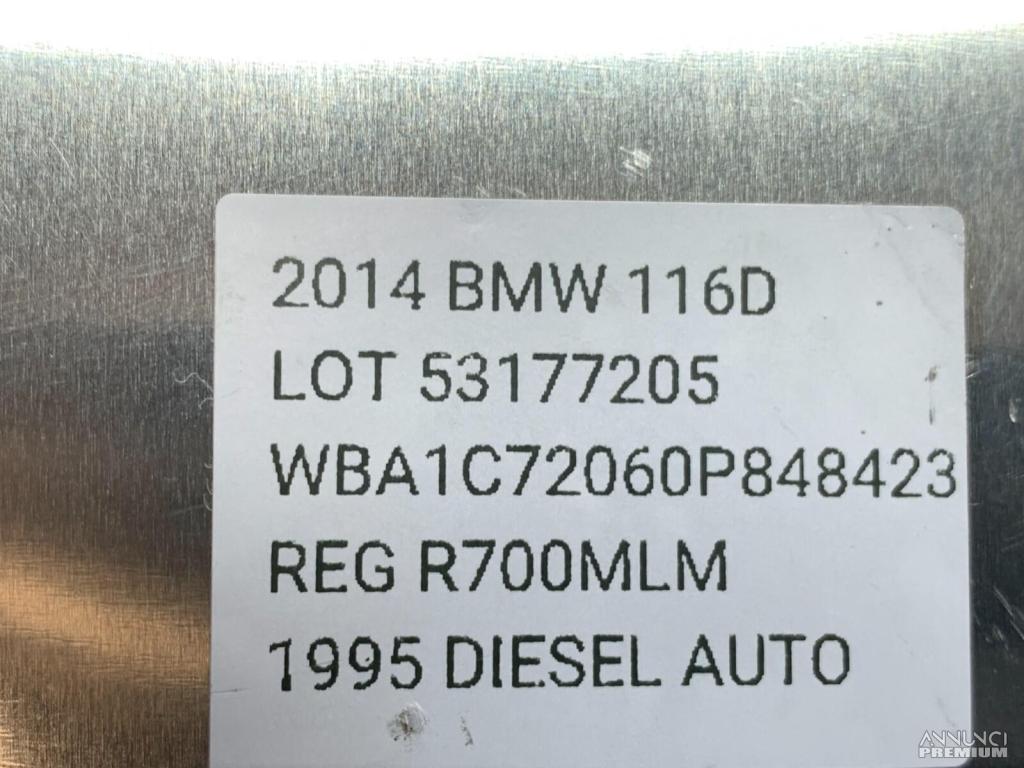 2014 BMW 116D
LOT 53177205
WBA1C72060P848423
REG R700MLM
1995 DIESEL AUTO
ANNUNCI
PREMIUM